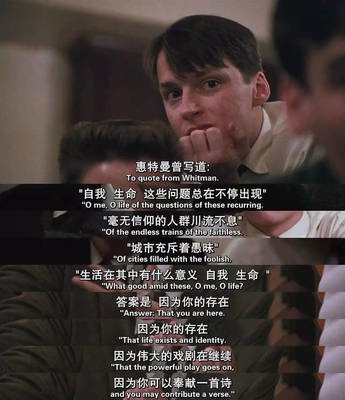 惠特曼曾写道:
To quote from Whitman.
"自我 生命 这些问题总在不停出现"
"O me, O life of the questions of these recurring.
"毫无信仰的人群川流不息"
"Of the endless trains of the faithless.
"城市充斥着愚昧"
"Of cities filled with the foolish.
"生活在其中有什么意义 自我 生命 "
"What good amid these, O me, O life?
答案是 因为你的存在
"Answer: That you are here.
因为你的存在
"That life exists and identity.
因为伟大的戏剧在继续
"That the powerful play goes on,
因为你可以奉献一首诗
and you may contribute a verse."